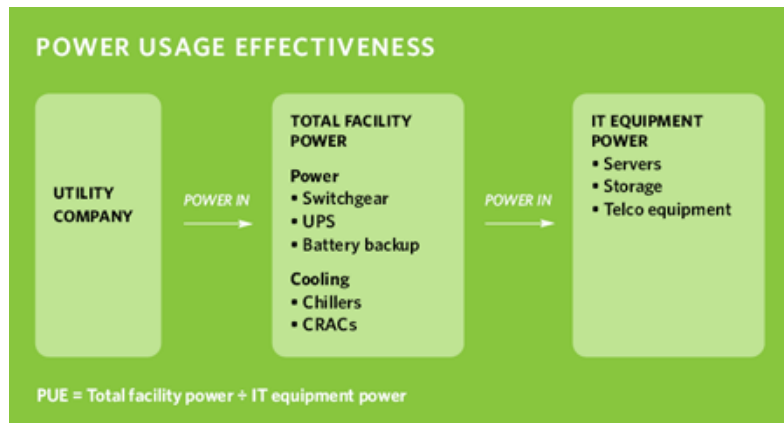 POWER USAGE EFFECTIVENESS
UTILITY
COMPANY
POWER IN
TOTAL FACILITY
POWER
Power
▪ Switchgear
▪ UPS
▪ Battery backup
Cooling
▪ Chillers
▪ CRACs
POWER IN
IT EQUIPMENT
POWER
▪ Servers
▪ Storage
▪ Telco equipment
PUE = Total facility power ÷ IT equipment power